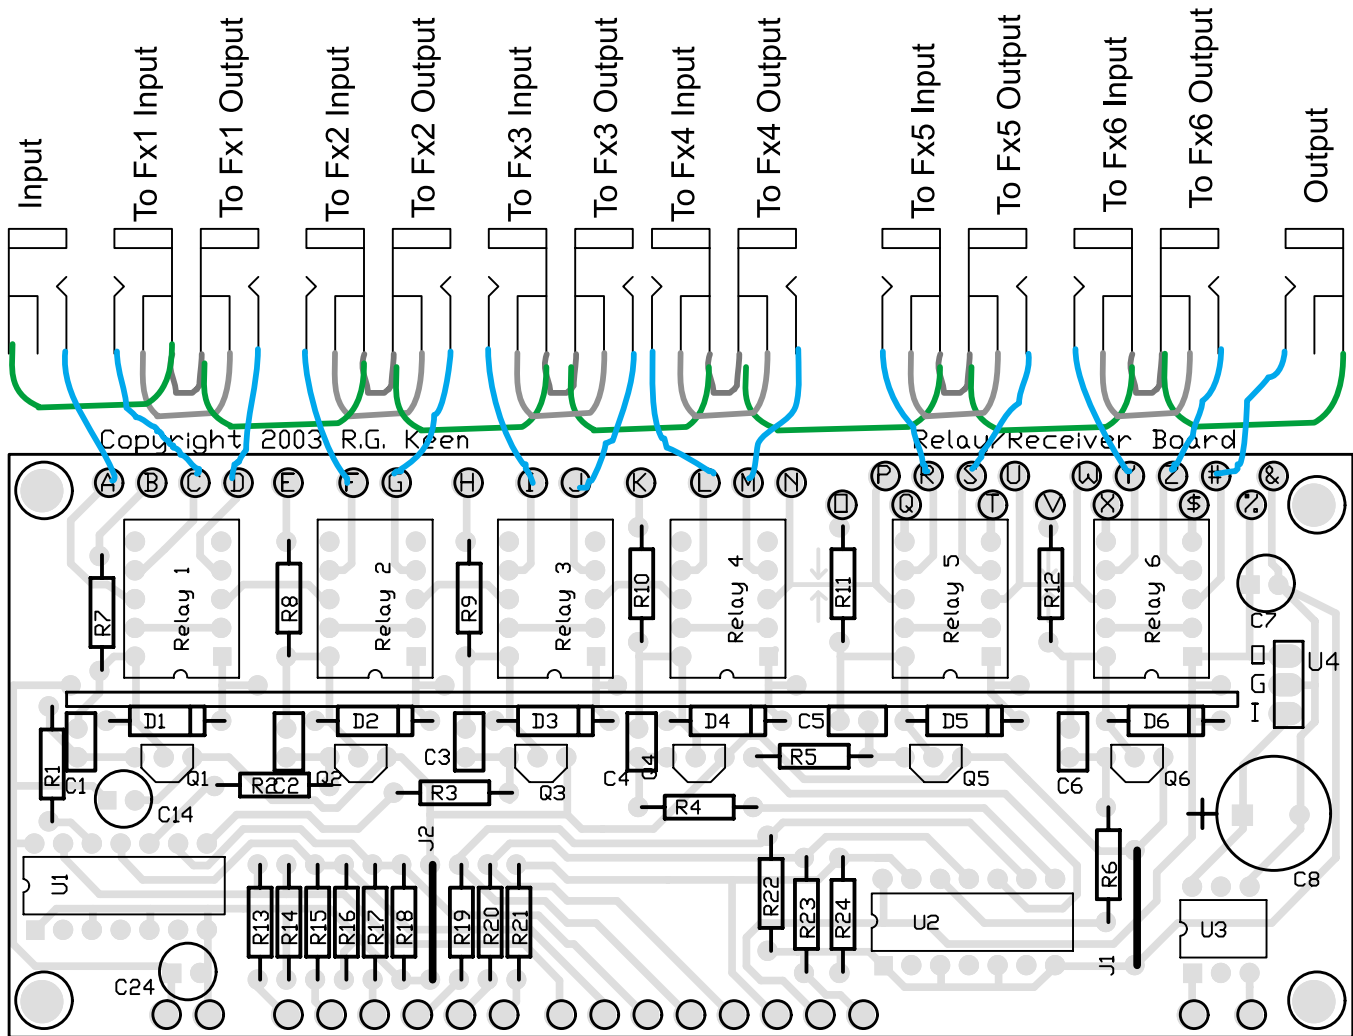 Input
To Fx1 Input
To Fx1 Output
To Fx2 Input
To Fx2 Output
To Fx3 Input
To Fx3 Output
To Fx4 Input
To Fx4 Output
To Fx5 Input
To Fx5 Output
To Fx6 Input
To Fx6 Output
Output
Copyright 2003 R.G. Keen
Relay/Receiver Board
A B C D E F G H I J K L M N
P R S U W Y Z # &
O Q T V X $ %
R7
Relay 1
R8
Relay 2
R9
Relay 3
R10
Relay 4
R11
Relay 5
R12
Relay 6
C7
O
G
I
U4
D1
D2
D3
D4
C5
D5
D6
R1
C1
Q1
R2
C2
Q2
C3
R3
Q3
C4
Q4
R4
R5
Q5
C6
Q6
C14
J2
C8
U1
R13
R14
R15
R16
R17
R18
R19
R20
R21
R22
R23
R24
U2
R6
J1
U3
C24